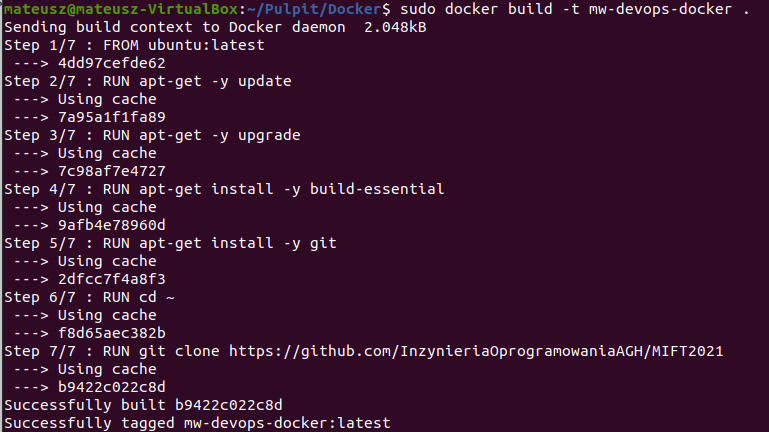 mateusz@mateusz-VirtualBox:~/Pulpit/Docker$ sudo docker build -t mw-devops-docker .
Sending build context to Docker daemon  2.048kB
Step 1/7 : FROM ubuntu:latest
 ---> 4dd97cefde62
Step 2/7 : RUN apt-get -y update
 ---> Using cache
 ---> 7a95a1f1fa89
Step 3/7 : RUN apt-get -y upgrade
 ---> Using cache
 ---> 7c98af7e4727
Step 4/7 : RUN apt-get install -y build-essential
 ---> Using cache
 ---> 9afb4e78960d
Step 5/7 : RUN apt-get install -y git
 ---> Using cache
 ---> 2dfcc7f4a8f3
Step 6/7 : RUN cd ~
 ---> Using cache
 ---> f8d65aec382b
Step 7/7 : RUN git clone https://github.com/InzynieriaOprogramowaniaAGH/MIFT2021
 ---> Using cache
 ---> b9422c022c8d
Successfully built b9422c022c8d
Successfully tagged mw-devops-docker:latest